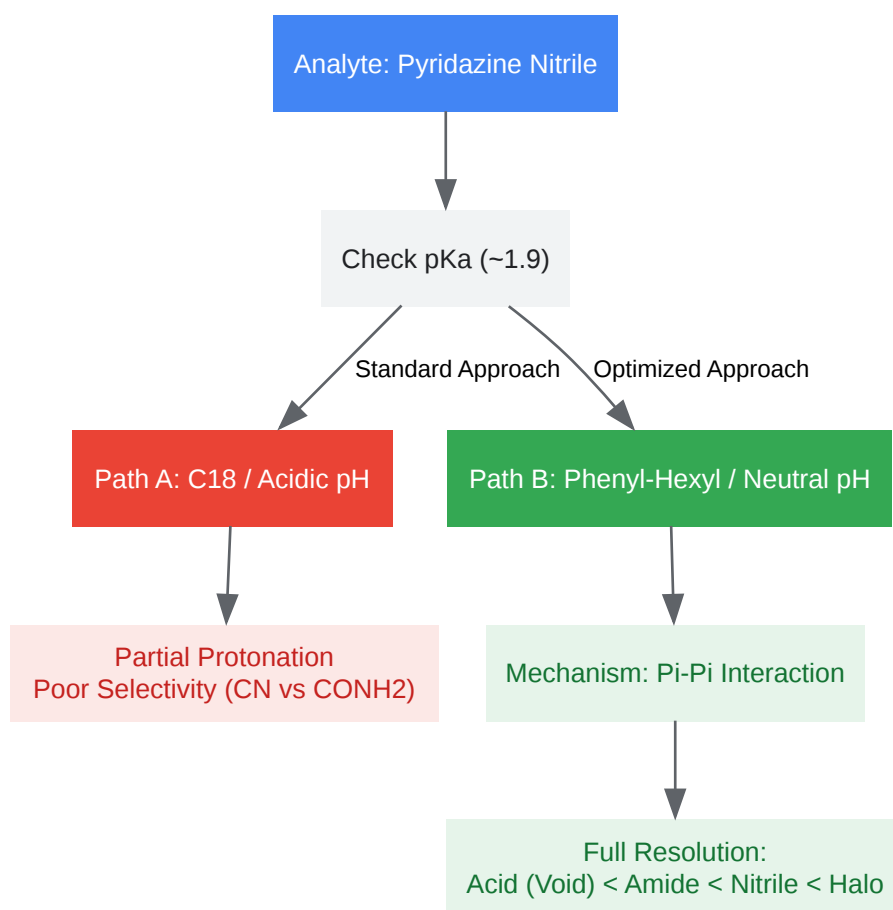 Analyte: Pyridazine Nitrile
Check pKa (~1.9)
Standard Approach
Optimized Approach
Path A: C18 / Acidic pH
Path B: Phenyl-Hexyl / Neutral pH
Partial Protonation
Poor Selectivity (CN vs CONH2)
Mechanism: Pi-Pi Interaction
Full Resolution:
Acid (Void) < Amide < Nitrile < Halo